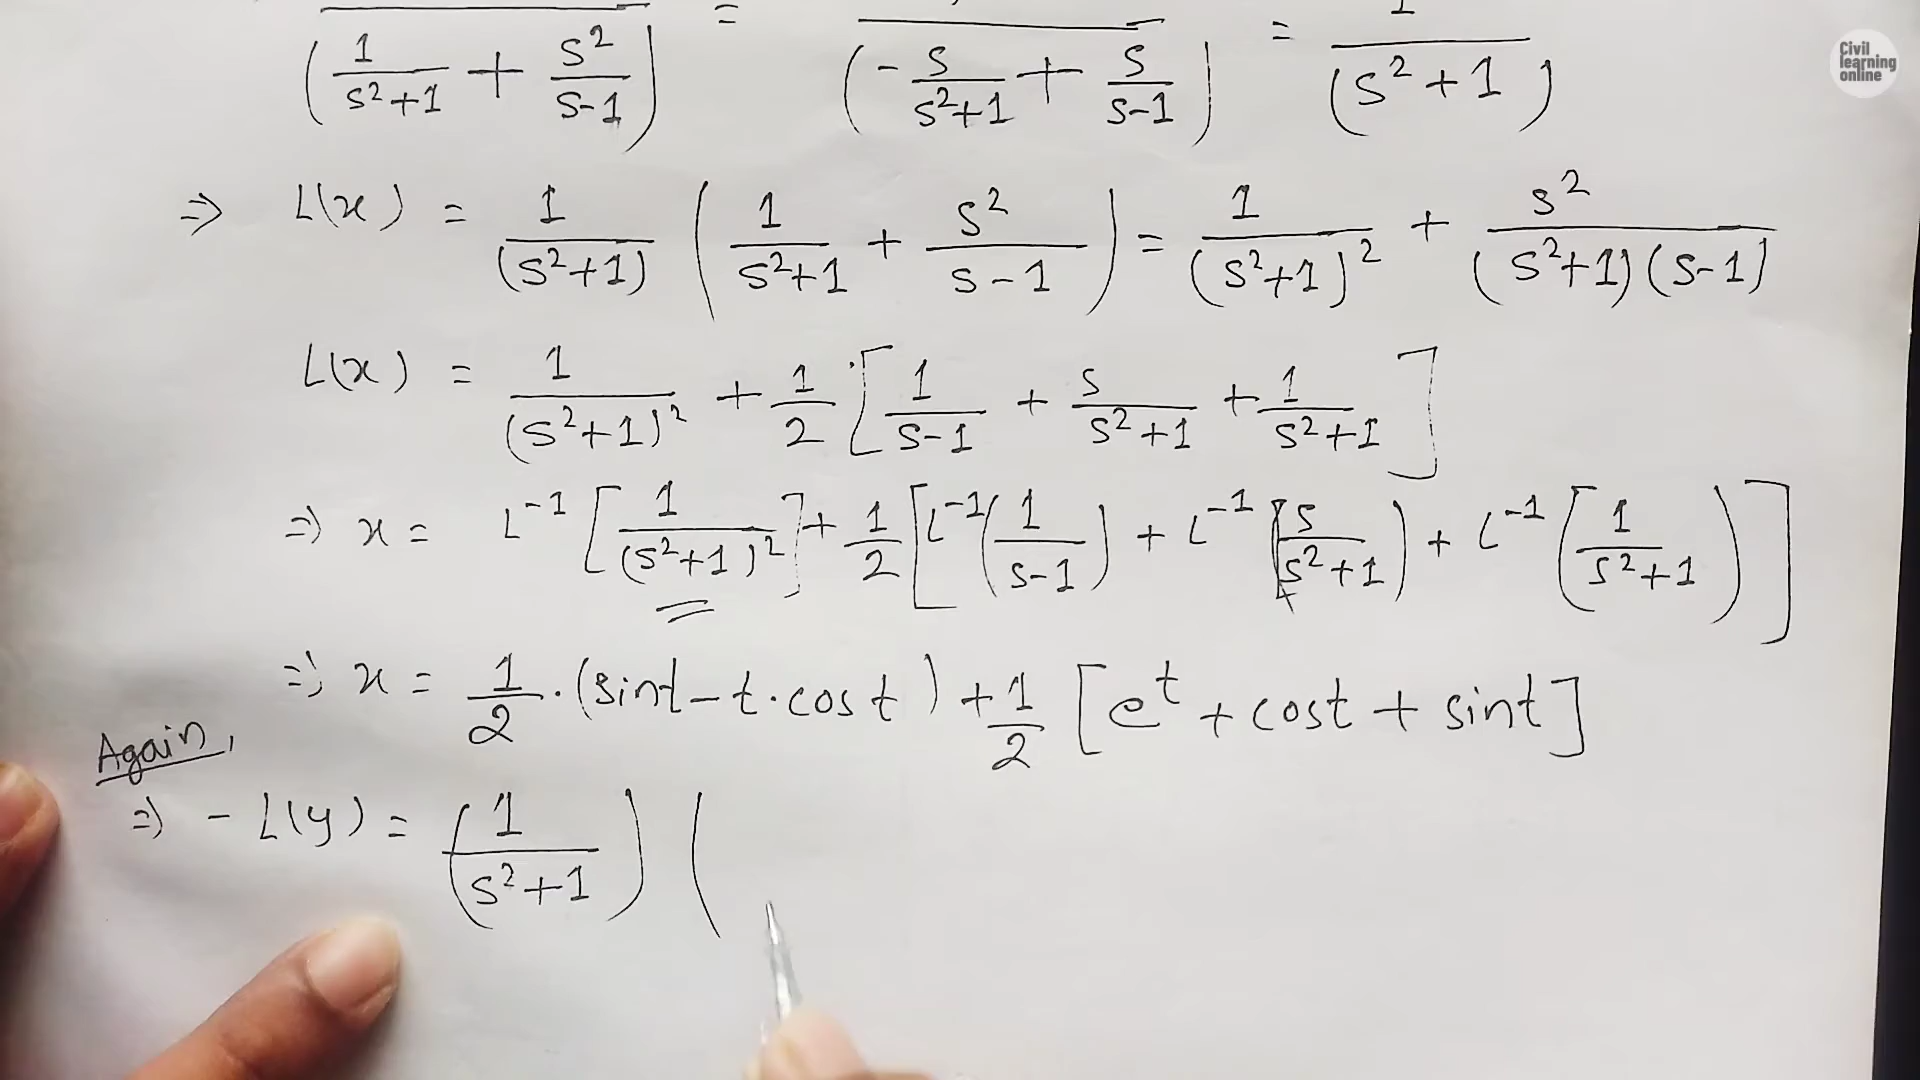 (1/(s²+1) + s²/(s-1)) = (-s/(s²+1) + s/(s-1)) = 1/(s²+1)
Civil learning online
⇒ L(x) = 1/(s²+1) (1/(s²+1) + s²/(s-1)) = 1/(s²+1)² + s²/((s²+1)(s-1))
L(x) = 1/(s²+1)² + 1/2 [1/(s-1) + s/(s²+1) + 1/(s²+1)]
⇒ x = L⁻¹[1/(s²+1)²] + 1/2 [L⁻¹(1/(s-1)) + L⁻¹(s/(s²+1)) + L⁻¹(1/(s²+1))]
⇒ x = 1/2 · (sint - t·cost) + 1/2 [e^t + cost + sint]
Again,
⇒ - L(y) = (1/(s²+1)) (